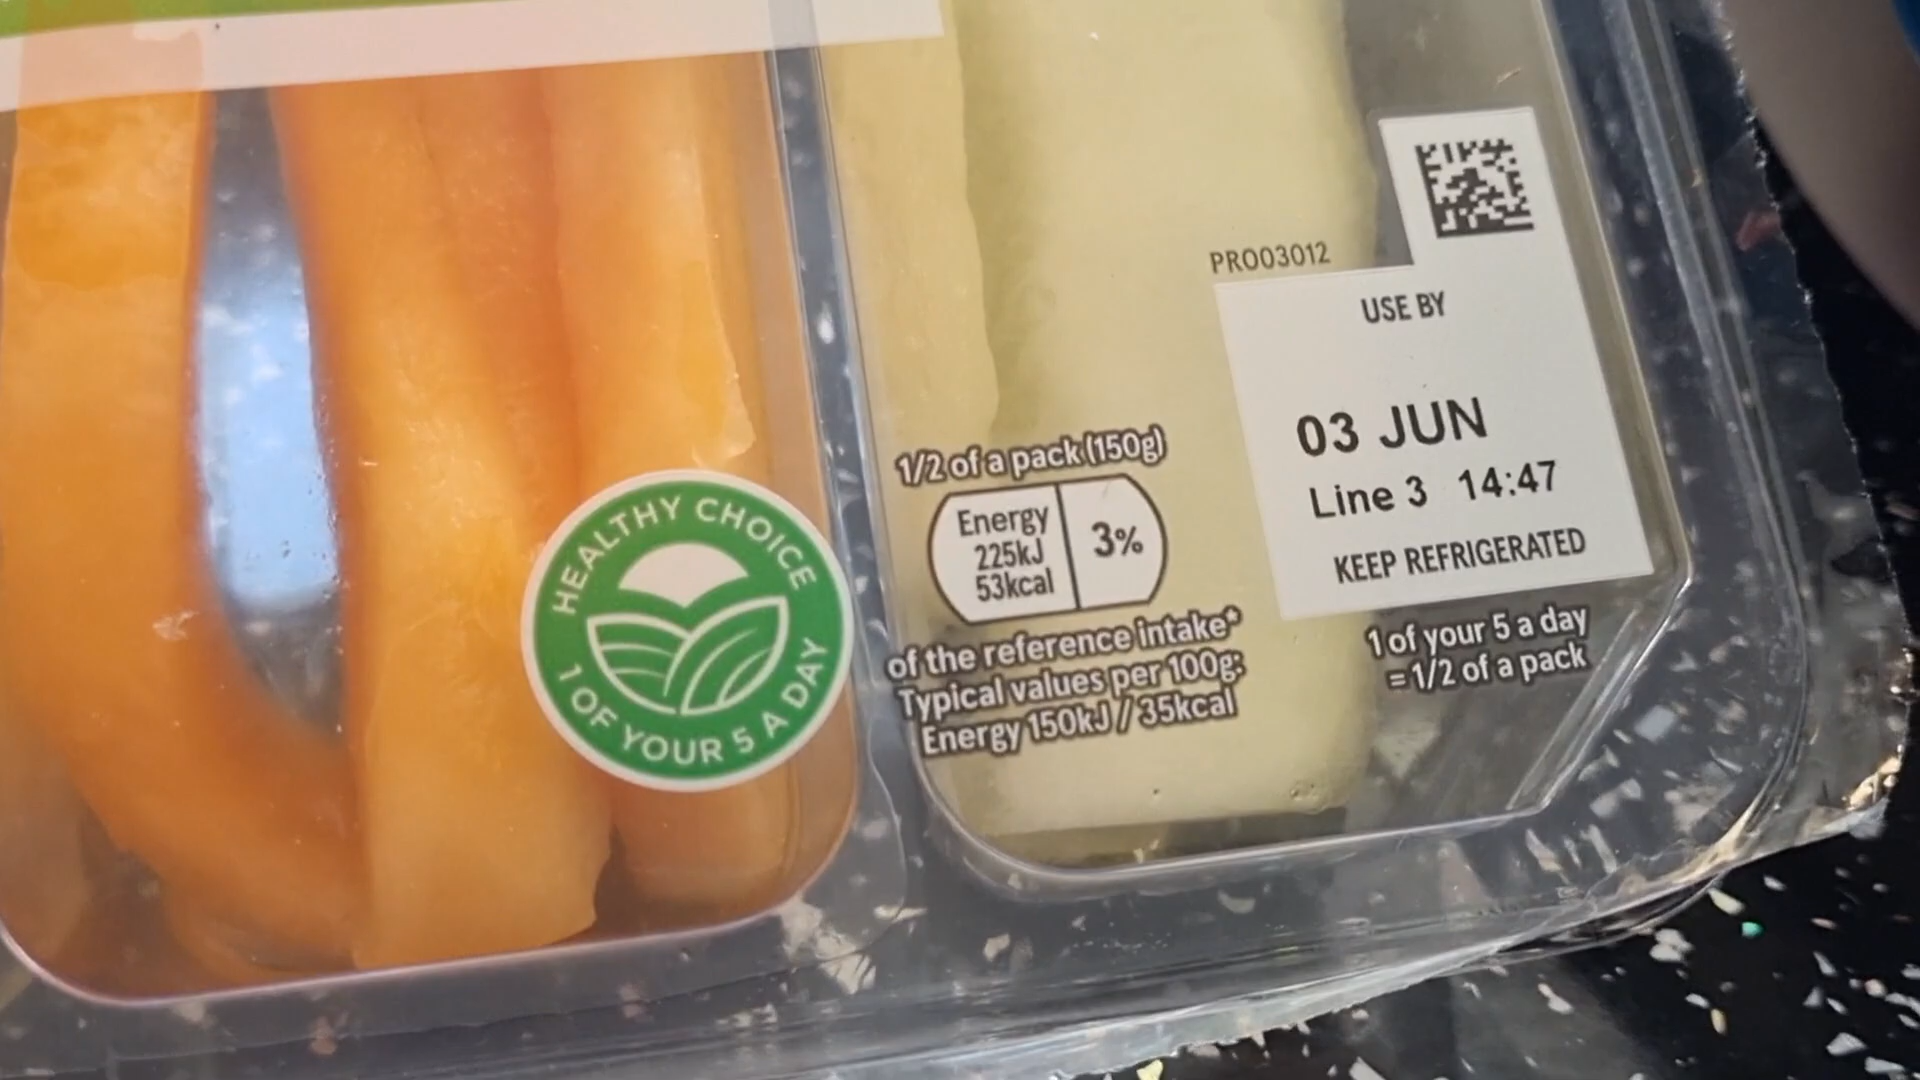 PRO03012
USE BY
03 JUN
Line 3 14:47
KEEP REFRIGERATED
1 of your 5 a day
= 1/2 of a pack
1/2 of a pack (150g)
Energy
225kJ
53kcal
3%
of the reference intake*
Typical values per 100g:
Energy 150kJ / 35kcal
HEALTHY CHOICE
1 OF YOUR 5 A DAY